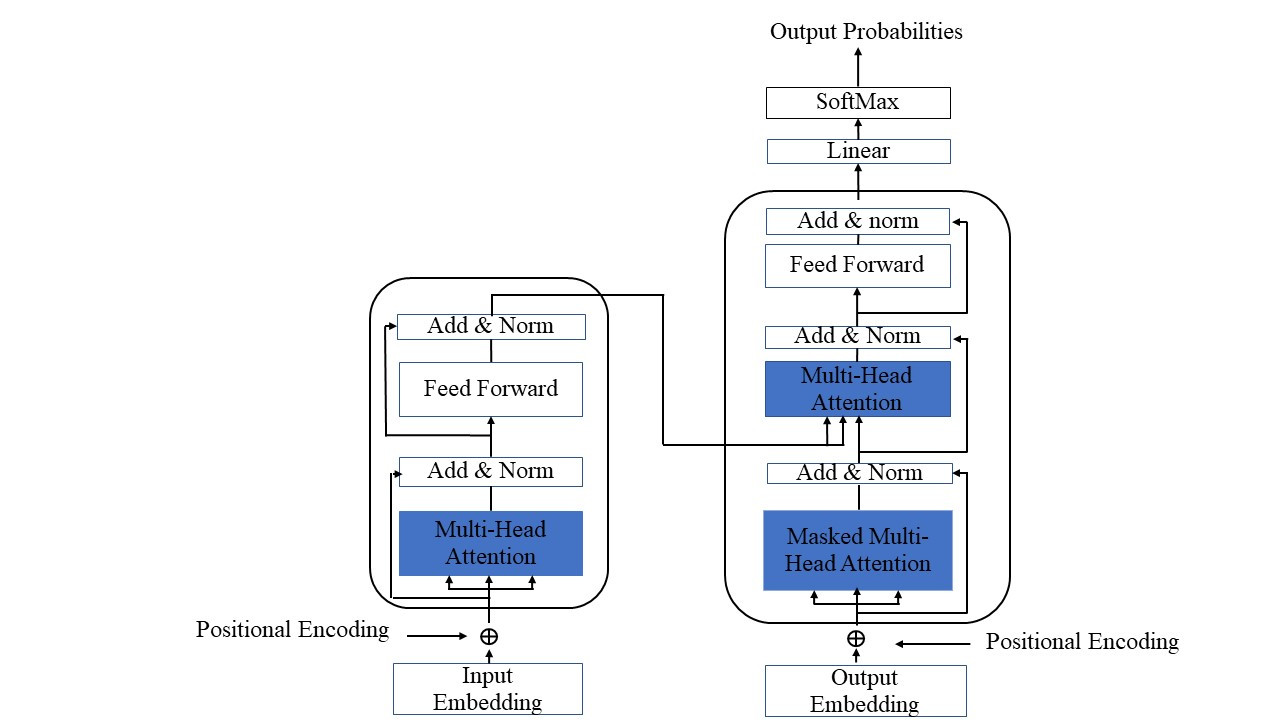 Output Probabilities
SoftMax
Linear
Add & norm
Feed Forward
Add & Norm
Multi-Head
Attention
Add & Norm
Masked Multi-
Head Attention
Positional Encoding
Output
Embedding
Add & Norm
Feed Forward
Add & Norm
Multi-Head
Attention
Positional Encoding
Input
Embedding